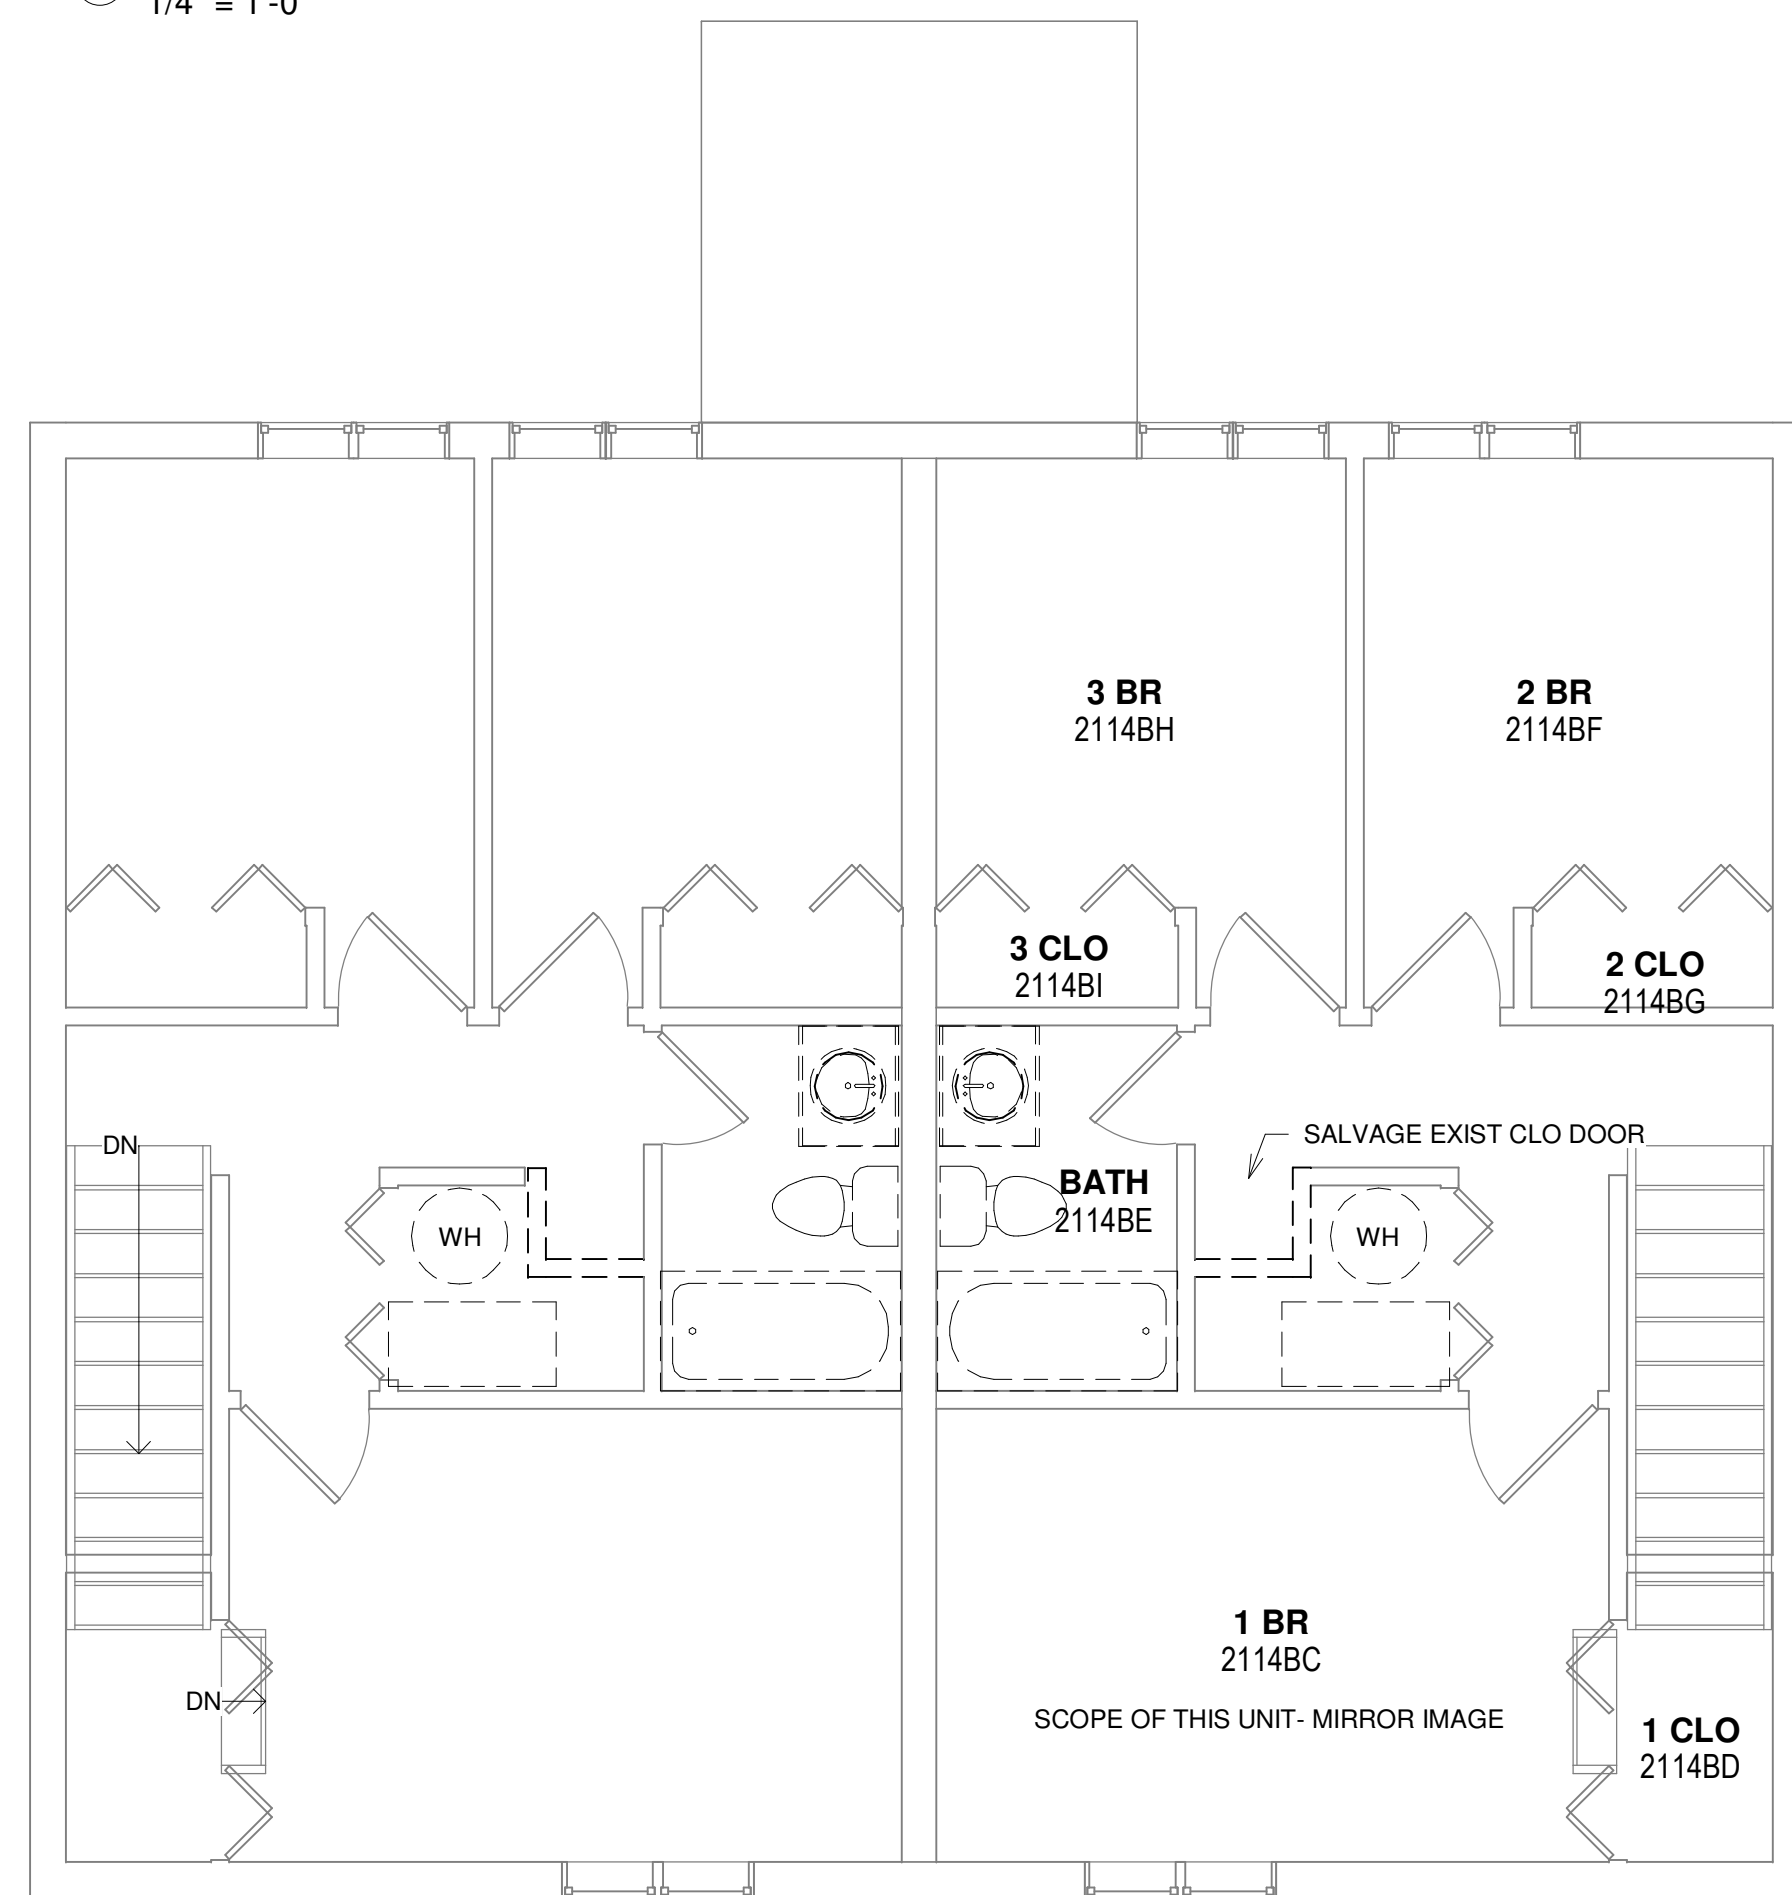 1/4" = 1'-0"
3 BR
2114BH
2 BR
2114BF
3 CLO
2114BI
2 CLO
2114BG
DN
SALVAGE EXIST CLO DOOR
BATH
2114BE
WH
WH
1 BR
2114BC
DN
SCOPE OF THIS UNIT- MIRROR IMAGE
1 CLO
2114BD